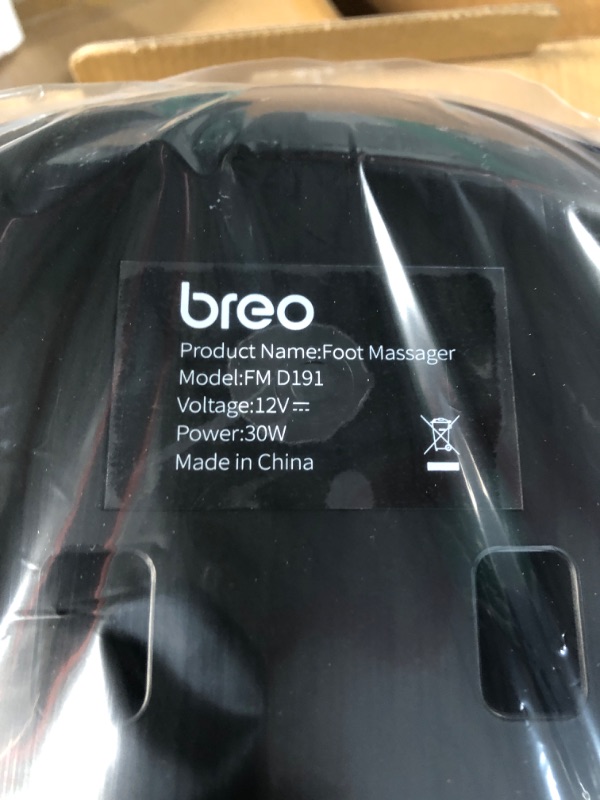 breo
Product Name:Foot Massager
Model:FM D191
Voltage:12V⎓
Power:30W
Made in China